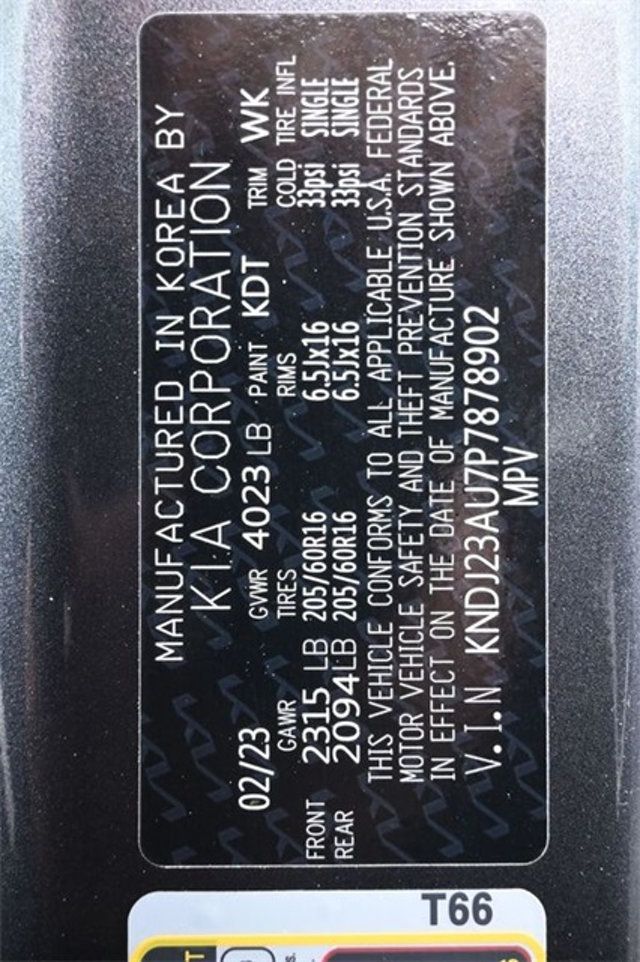 MANUFACTURED IN KOREA BY
KIA CORPORATION
02/23 GVWR 4023 LB PAINT KDT TRIM WK
GAWR TIRES RIMS COLD TIRE INFL
FRONT 2315 LB 205/60R16 6.5Jx16 33psi SINGLE
REAR 2094LB 205/60R16 6.5Jx16 33psi SINGLE
THIS VEHICLE CONFORMS TO ALL APPLICABLE U.S.A. FEDERAL
MOTOR VEHICLE SAFETY AND THEFT PREVENTION STANDARDS
IN EFFECT ON THE DATE OF MANUFACTURE SHOWN ABOVE.
V.I.N KNDJ23AU7P7878902
MPV
T66